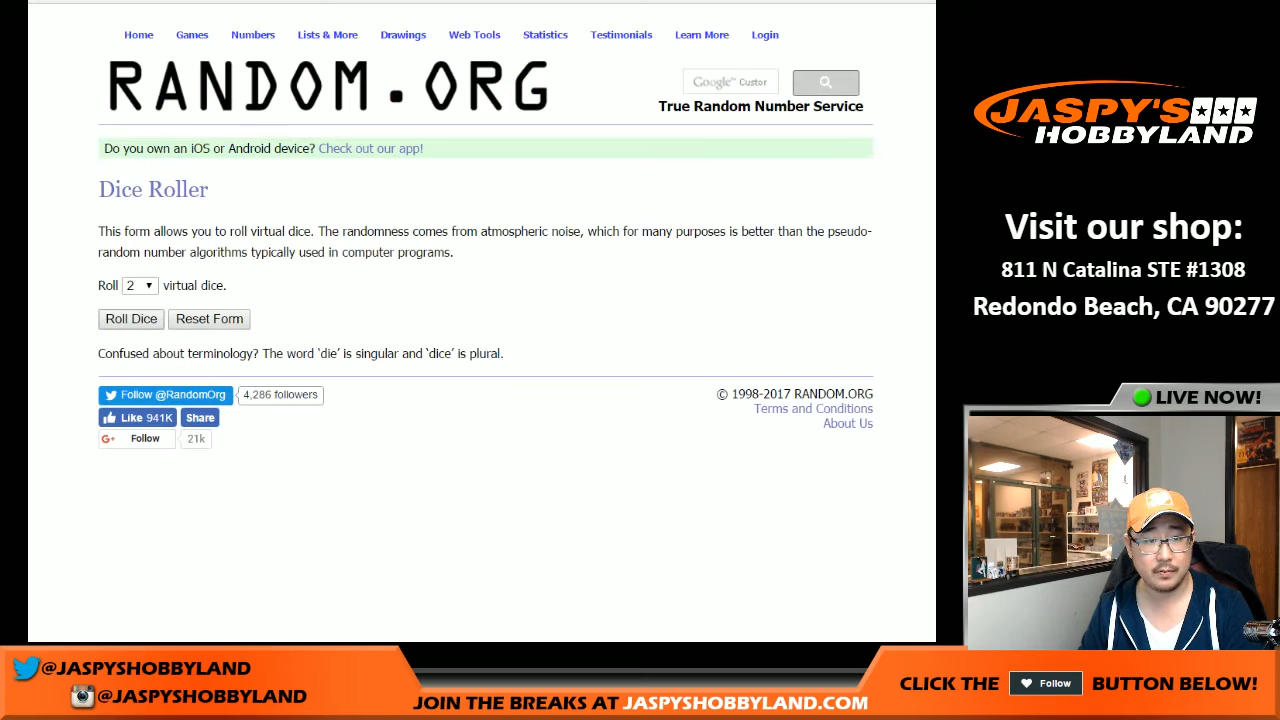 Home Games Numbers Lists & More Drawings Web Tools Statistics Testimonials Learn More Login
RANDOM.ORG
Google™ Custor
True Random Number Service
Do you own an iOS or Android device? Check out our app!
Dice Roller
This form allows you to roll virtual dice. The randomness comes from atmospheric noise, which for many purposes is better than the pseudo-
random number algorithms typically used in computer programs.
Roll 2 virtual dice.
Roll Dice Reset Form
Confused about terminology? The word ‘die’ is singular and ‘dice’ is plural.
Follow @RandomOrg 4,286 followers
Like 941K Share
G+ Follow 21k
© 1998-2017 RANDOM.ORG
Terms and Conditions
About Us
JASPY'S
HOBBYLAND
Visit our shop:
811 N Catalina STE #1308
Redondo Beach, CA 90277
LIVE NOW!
@JASPYSHOBBYLAND
@JASPYSHOBBYLAND
JOIN THE BREAKS AT JASPYSHOBBYLAND.COM
CLICK THE Follow BUTTON BELOW!